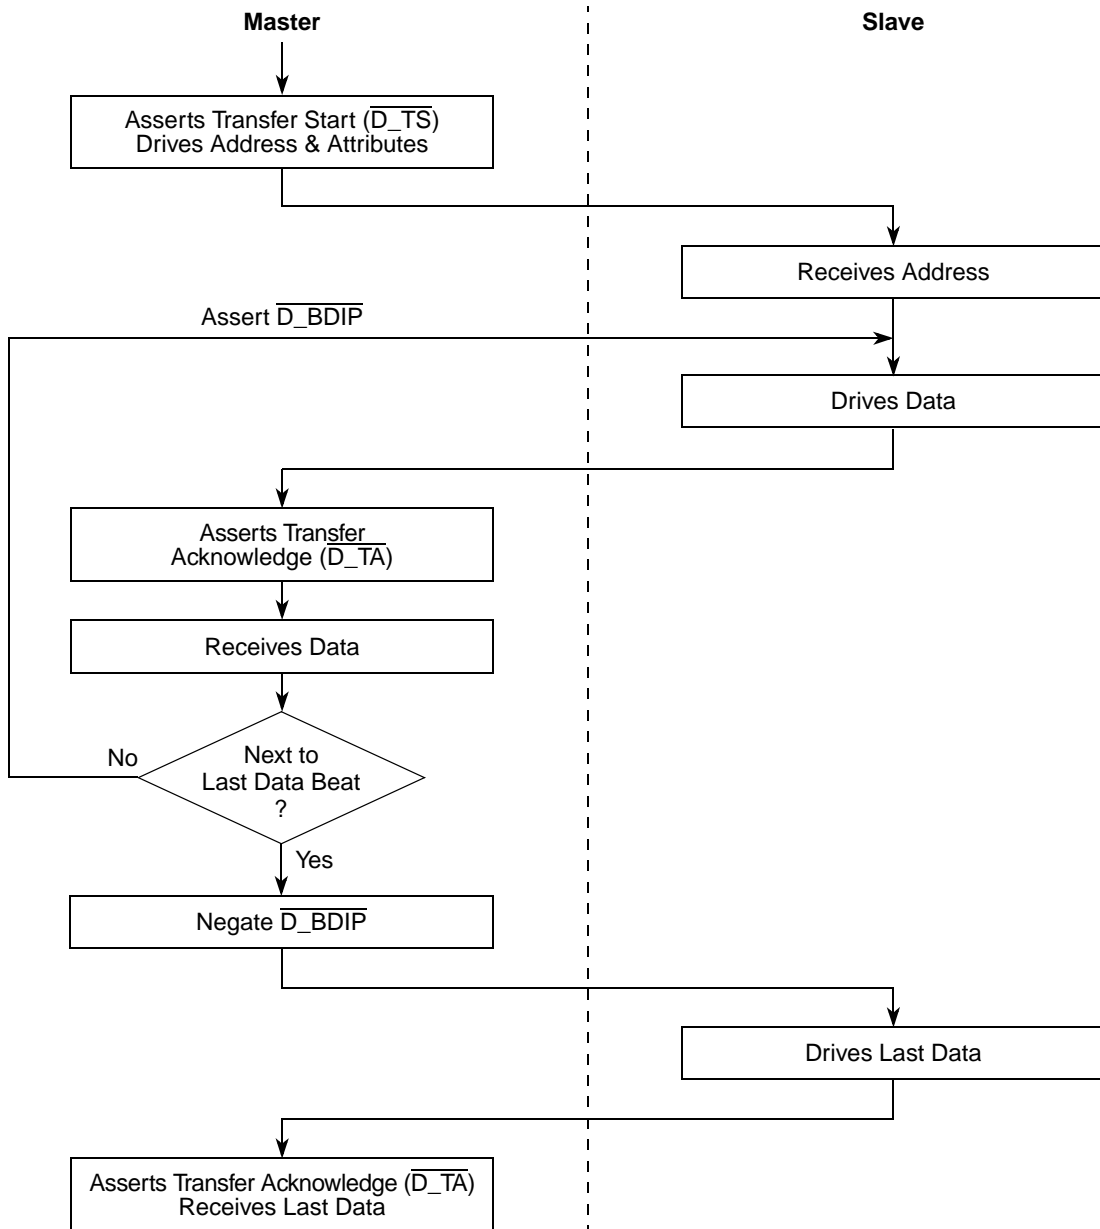 Master
Slave
Asserts Transfer Start (D_TS)
Drives Address & Attributes
Receives Address
Assert D_BDIP
Drives Data
Asserts Transfer
Acknowledge (D_TA)
Receives Data
No
Next to
Last Data Beat
?
Yes
Negate D_BDIP
Drives Last Data
Asserts Transfer Acknowledge (D_TA)
Receives Last Data